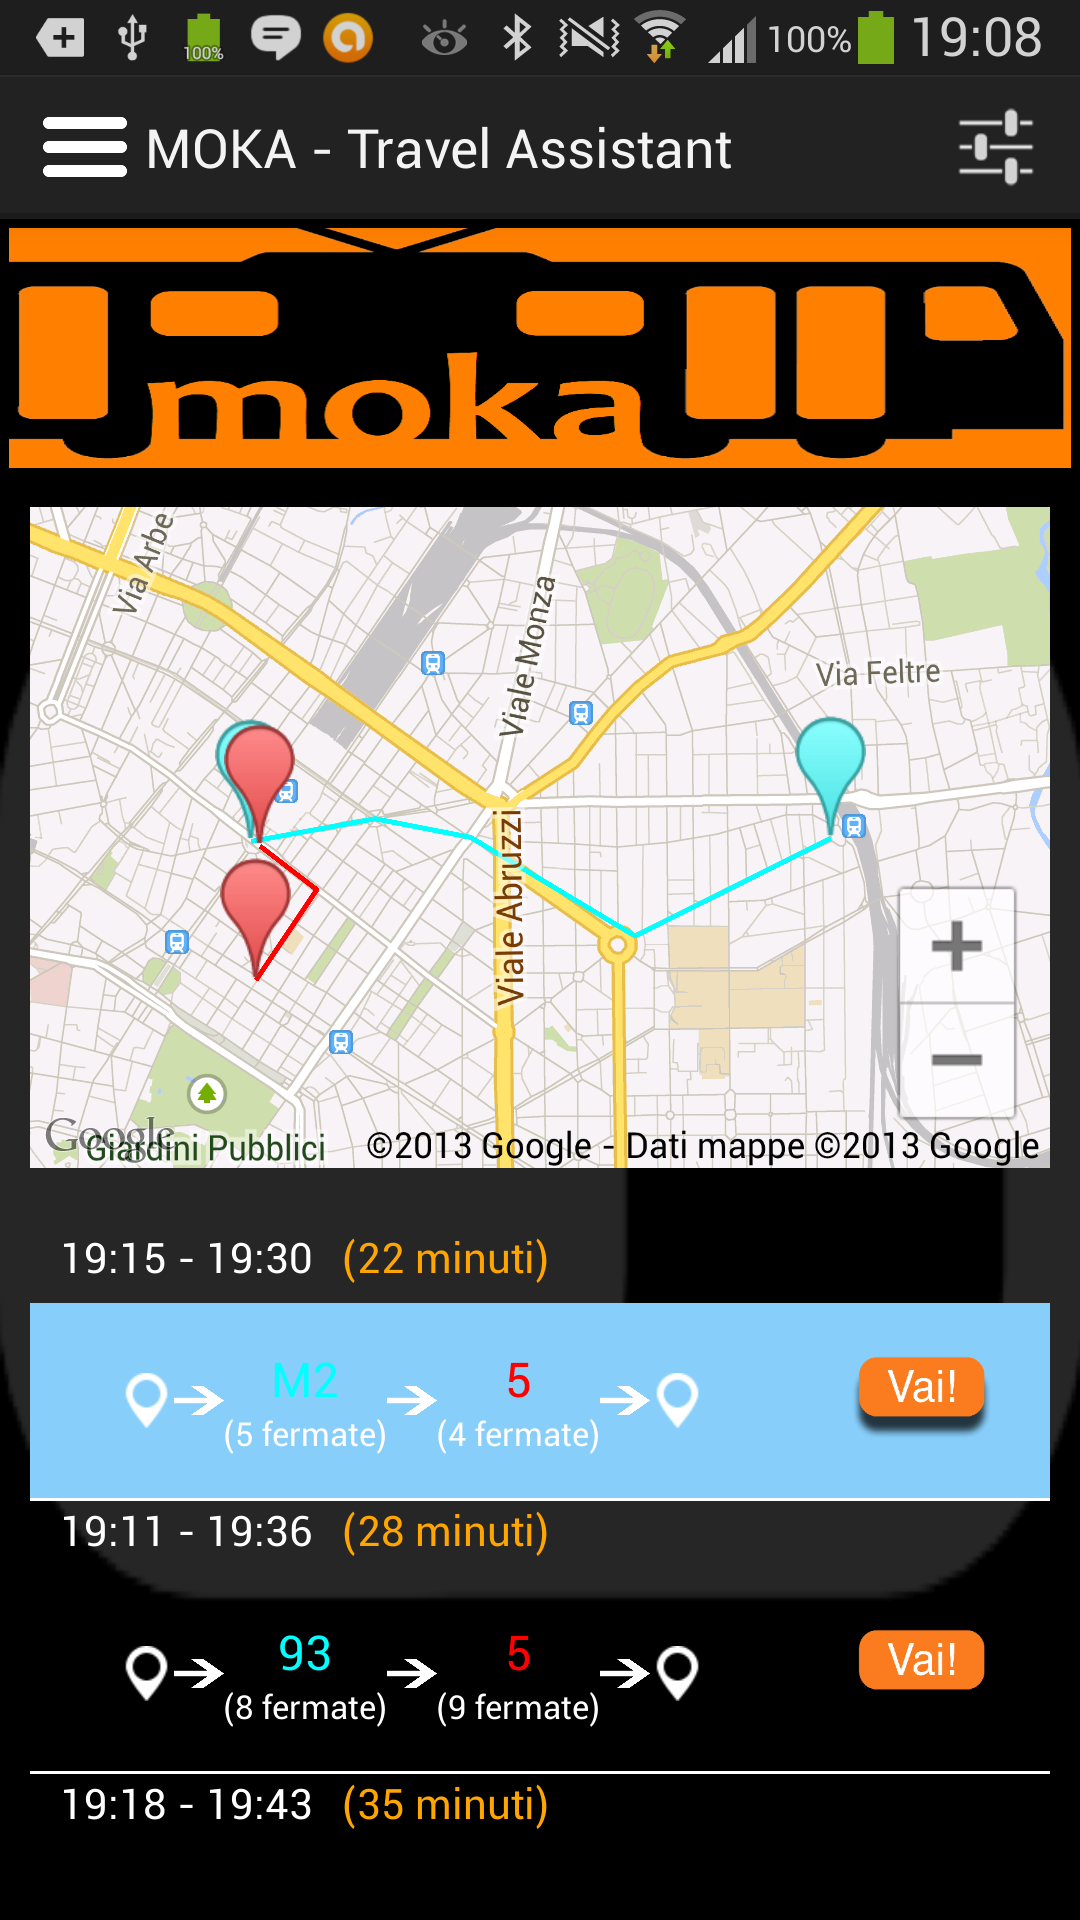 100% 100% 19:08
MOKA - Travel Assistant
moka
Via Arbe
Viale Monza
Via Feltre
Viale Abruzzi
Google
Giardini Pubblici
©2013 Google - Dati mappe ©2013 Google
19:15 - 19:30 (22 minuti)
M2 5 Vai!
(5 fermate) (4 fermate)
19:11 - 19:36 (28 minuti)
93 5 Vai!
(8 fermate) (9 fermate)
19:18 - 19:43 (35 minuti)